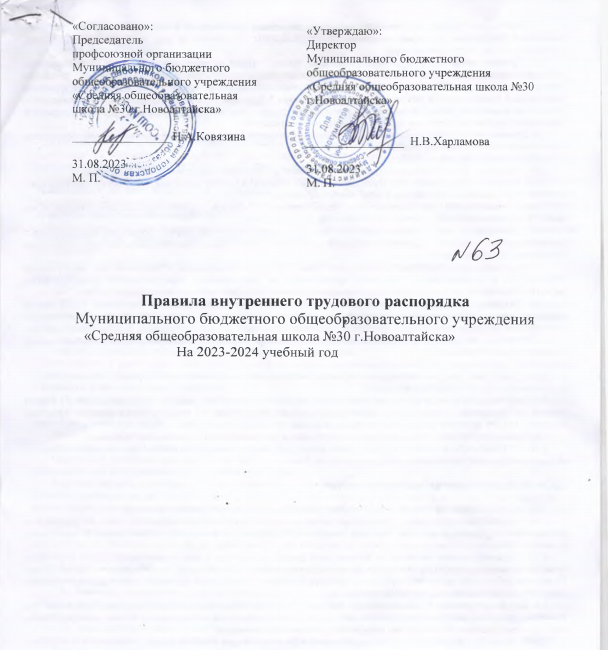 «Согласовано»:
Председатель
профсоюзной организации
Муниципального бюджетного
общеобразовательного учреждения
«Средняя общеобразовательная
школа №30 г.Новоалтайска»
Ковязина
31.08.2023
М. П.
«Утверждаю»:
Директор
Муниципального бюджетного
общеобразовательного учреждения
«Средняя общеобразовательная школа №30
г.Новоалтайска»
Н.В.Харламова
31.08.2023
М. П.
N 63
Правила внутреннего трудового распорядка
Муниципального бюджетного общеобразовательного учреждения
«Средняя общеобразовательная школа №30 г.Новоалтайска»
На 2023-2024 учебный год